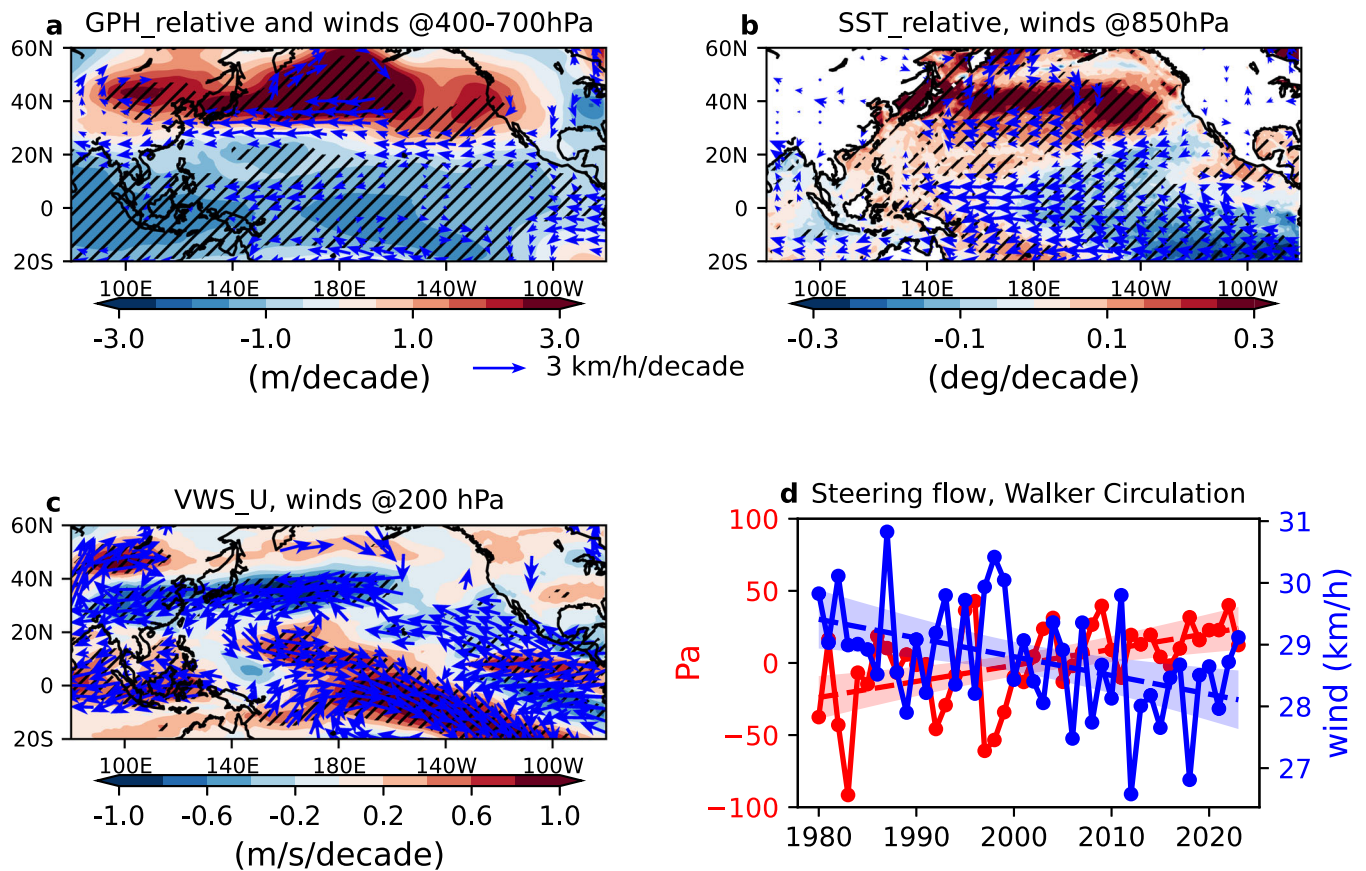 a GPH_relative and winds @400-700hPa
60N
40N
20N
0
20S
100E 140E 180E 140W 100W
-3.0 -1.0 1.0 3.0
(m/decade)
3 km/h/decade
b SST_relative, winds @850hPa
60N
40N
20N
0
20S
100E 140E 180E 140W 100W
-0.3 -0.1 0.1 0.3
(deg/decade)
c VWS_U, winds @200 hPa
60N
40N
20N
0
20S
100E 140E 180E 140W 100W
-1.0 -0.6 -0.2 0.2 0.6 1.0
(m/s/decade)
d Steering flow, Walker Circulation
100
50
0
−50
−100
Pa
31
30
29
28
27
wind (km/h)
1980 1990 2000 2010 2020